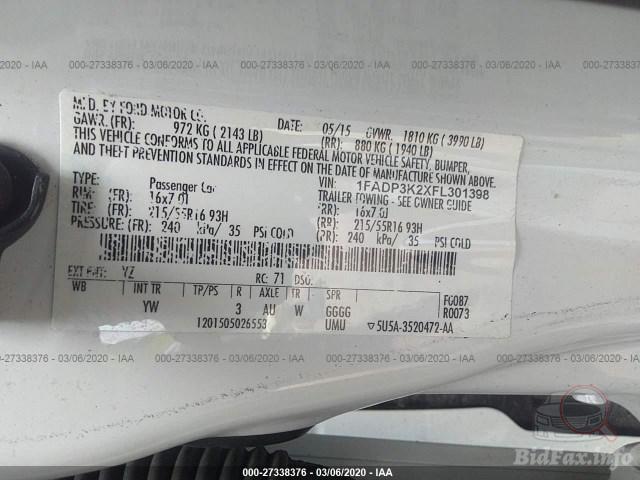 000-27338376 - 03/06/2020 - IAA 000-27338376 - 03/06/2020 - IAA 000-27338376 - 03/06/2020 - IAA
MFD. BY FORD MOTOR CO.
DATE: 05/15 GVWR: 1810 KG ( 3990 LB)
GAWR. (FR): 972 KG ( 2143 LB) (RR): 880 KG ( 1940 LB)
THIS VEHICLE CONFORMS TO ALL APPLICABLE FEDERAL MOTOR VEHICLE SAFETY, BUMPER,
AND THEFT PREVENTION STANDARDS IN EFFECT ON THE DATE OF MANUFACTURE SHOWN ABOVE.
VIN: 1FADP3K2XFL301398
TYPE: Passenger Car TRAILER TOWING - SEE OWNER GUIDE
RIM: (FR) 16x7.0J (RR): 16x7.0J
TIRE: (FR) 215/55R16 93H (RR): 215/55R16 93H
PRESSURE: (FR) 240 kPa/ 35 PSI COLD (RR): 240 kPa/ 35 PSI COLD
EXT PNT: YZ RC: 71 DSO:
WB INT TR TP/PS R AXLE TR SPR F0087
YW 3 AU W GGGG R0073
1201505026553 UMU 5U5A-3520472-AA
000-27338376 - 03/06/2020 - IAA 000-27338376 - 03/06/2020 - IAA 000-27338376 - 03/06/2020 - IAA
BidFax.info
000-27338376 - 03/06/2020 - IAA